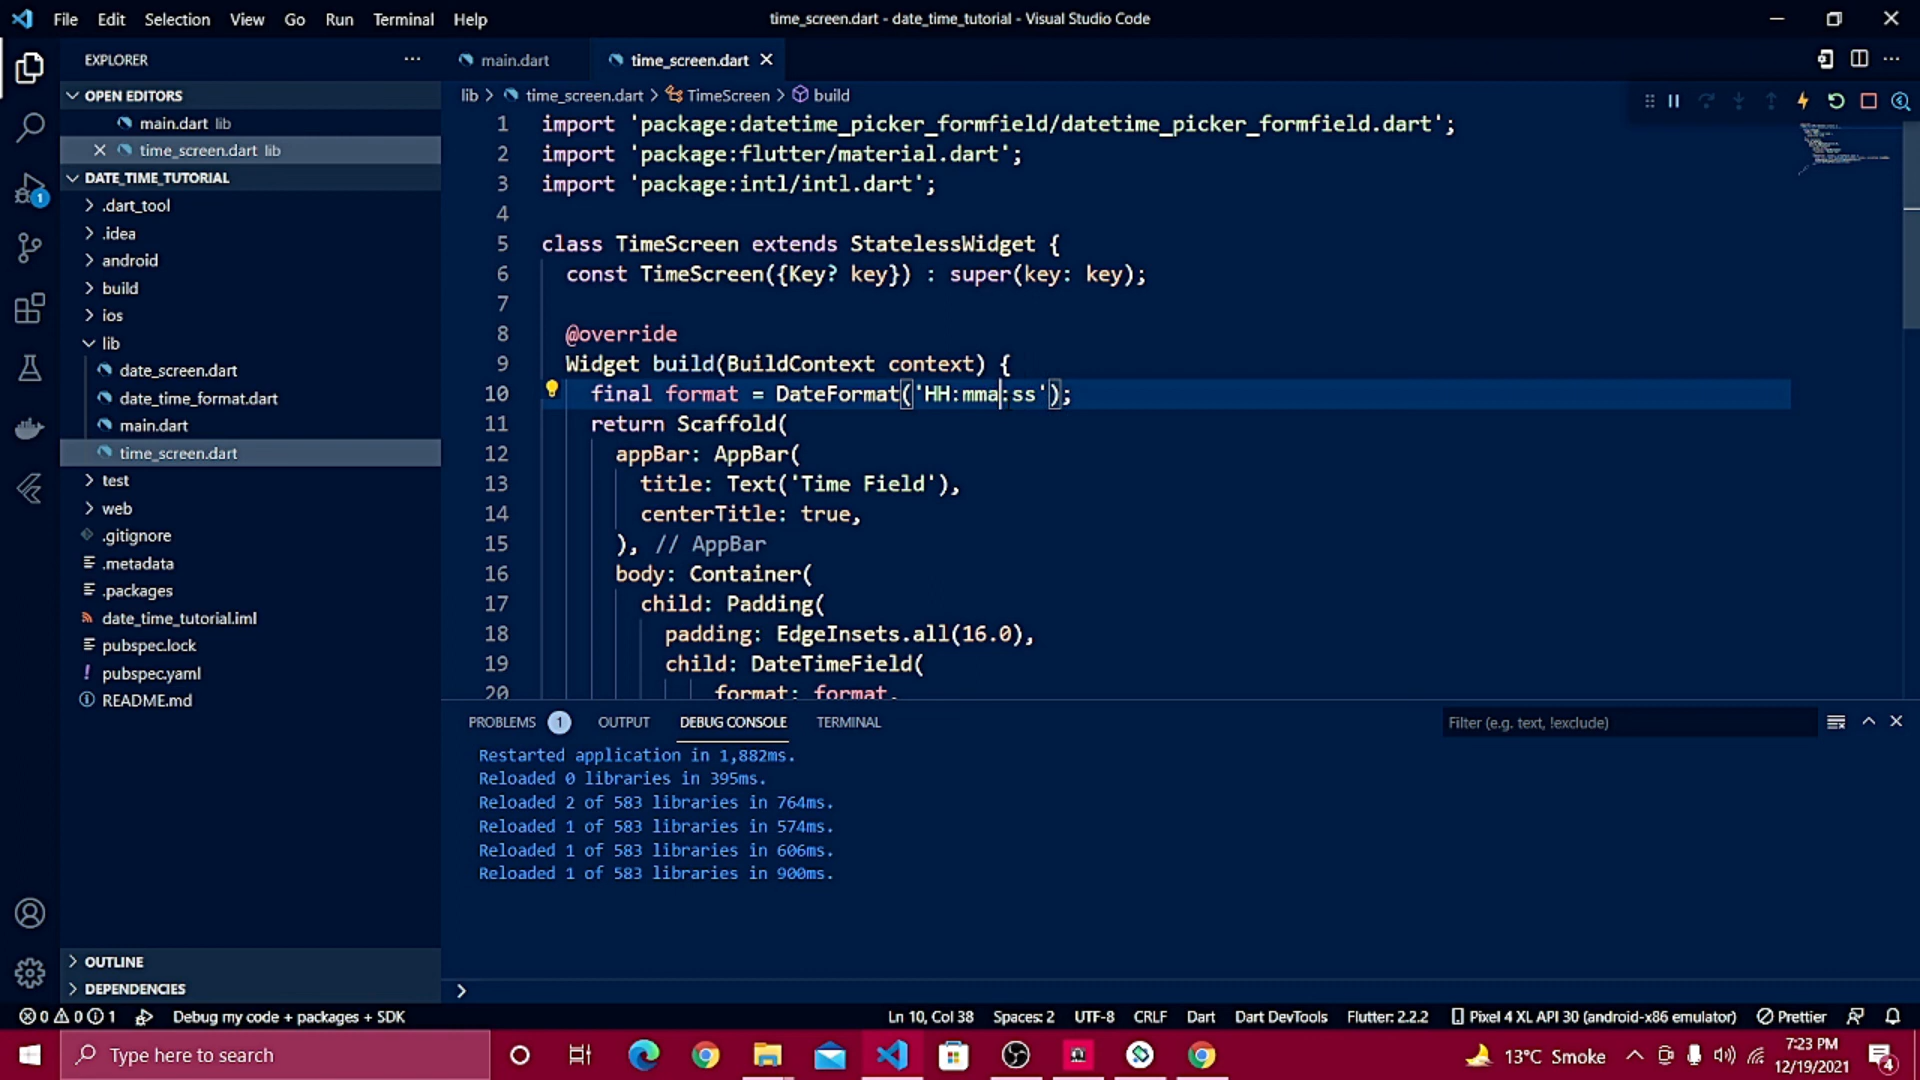 File Edit Selection View Go Run Terminal Help
time_screen.dart - date_time_tutorial - Visual Studio Code
EXPLORER
OPEN EDITORS
main.dart lib
time_screen.dart lib
DATE_TIME_TUTORIAL
.dart_tool
.idea
android
build
ios
lib
date_screen.dart
date_time_format.dart
main.dart
time_screen.dart
test
web
.gitignore
.metadata
.packages
date_time_tutorial.iml
pubspec.lock
pubspec.yaml
README.md
OUTLINE
DEPENDENCIES
1
main.dart
time_screen.dart
lib > time_screen.dart > TimeScreen > build
1 import 'package:datetime_picker_formfield/datetime_picker_formfield.dart';
2 import 'package:flutter/material.dart';
3 import 'package:intl/intl.dart';
4
5 class TimeScreen extends StatelessWidget {
6 const TimeScreen({Key? key}) : super(key: key);
7
8 @override
9 Widget build(BuildContext context) {
10 final format = DateFormat('HH:mma:ss');
11 return Scaffold(
12 appBar: AppBar(
13 title: Text('Time Field'),
14 centerTitle: true,
15 ), // AppBar
16 body: Container(
17 child: Padding(
18 padding: EdgeInsets.all(16.0),
19 child: DateTimeField(
20 format: format,
PROBLEMS 1 OUTPUT DEBUG CONSOLE TERMINAL
Filter (e.g. text, !exclude)
Restarted application in 1,882ms.
Reloaded 0 libraries in 395ms.
Reloaded 2 of 583 libraries in 764ms.
Reloaded 1 of 583 libraries in 574ms.
Reloaded 1 of 583 libraries in 606ms.
Reloaded 1 of 583 libraries in 900ms.
0 0 1 Debug my code + packages + SDK
Ln 10, Col 38 Spaces: 2 UTF-8 CRLF Dart Dart DevTools Flutter: 2.2.2 Pixel 4 XL API 30 (android-x86 emulator) Prettier
Type here to search
13°C Smoke
7:23 PM
12/19/2021
4